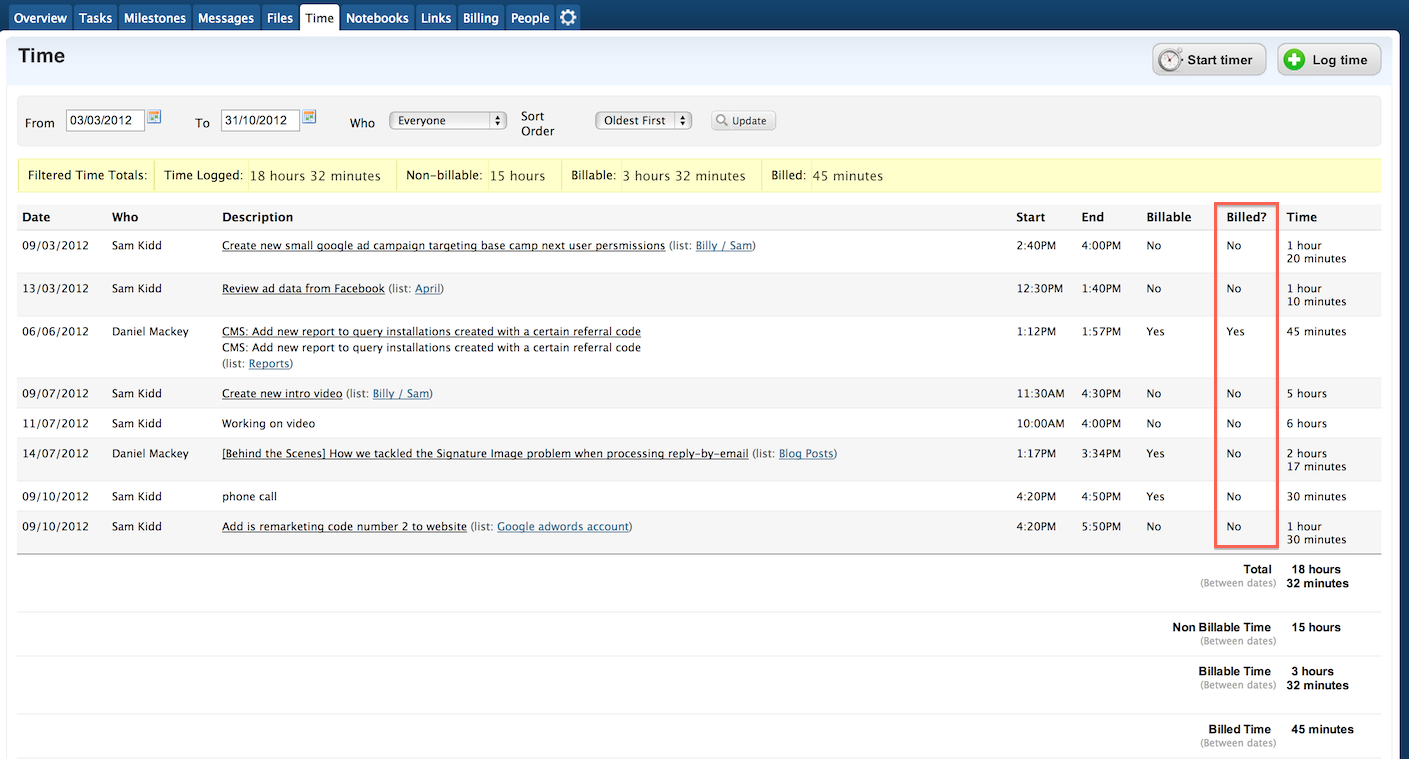 Overview Tasks Milestones Messages Files Time Notebooks Links Billing People
Time
Start timer
Log time
From 03/03/2012 To 31/10/2012 Who Everyone Sort Order Oldest First Update
Filtered Time Totals: Time Logged: 18 hours 32 minutes Non-billable: 15 hours Billable: 3 hours 32 minutes Billed: 45 minutes
Date Who Description Start End Billable Billed? Time
09/03/2012 Sam Kidd Create new small google ad campaign targeting base camp next user persmissions (list: Billy / Sam) 2:40PM 4:00PM No No 1 hour
20 minutes
13/03/2012 Sam Kidd Review ad data from Facebook (list: April) 12:30PM 1:40PM No No 1 hour
10 minutes
06/06/2012 Daniel Mackey CMS: Add new report to query installations created with a certain referral code 1:12PM 1:57PM Yes Yes 45 minutes
CMS: Add new report to query installations created with a certain referral code
(list: Reports)
09/07/2012 Sam Kidd Create new intro video (list: Billy / Sam) 11:30AM 4:30PM No No 5 hours
11/07/2012 Sam Kidd Working on video 10:00AM 4:00PM No No 6 hours
14/07/2012 Daniel Mackey [Behind the Scenes] How we tackled the Signature Image problem when processing reply-by-email (list: Blog Posts) 1:17PM 3:34PM Yes No 2 hours
17 minutes
09/10/2012 Sam Kidd phone call 4:20PM 4:50PM Yes No 30 minutes
09/10/2012 Sam Kidd Add is remarketing code number 2 to website (list: Google adwords account) 4:20PM 5:50PM No No 1 hour
30 minutes
Total 18 hours
(Between dates) 32 minutes
Non Billable Time 15 hours
(Between dates)
Billable Time 3 hours
(Between dates) 32 minutes
Billed Time 45 minutes
(Between dates)